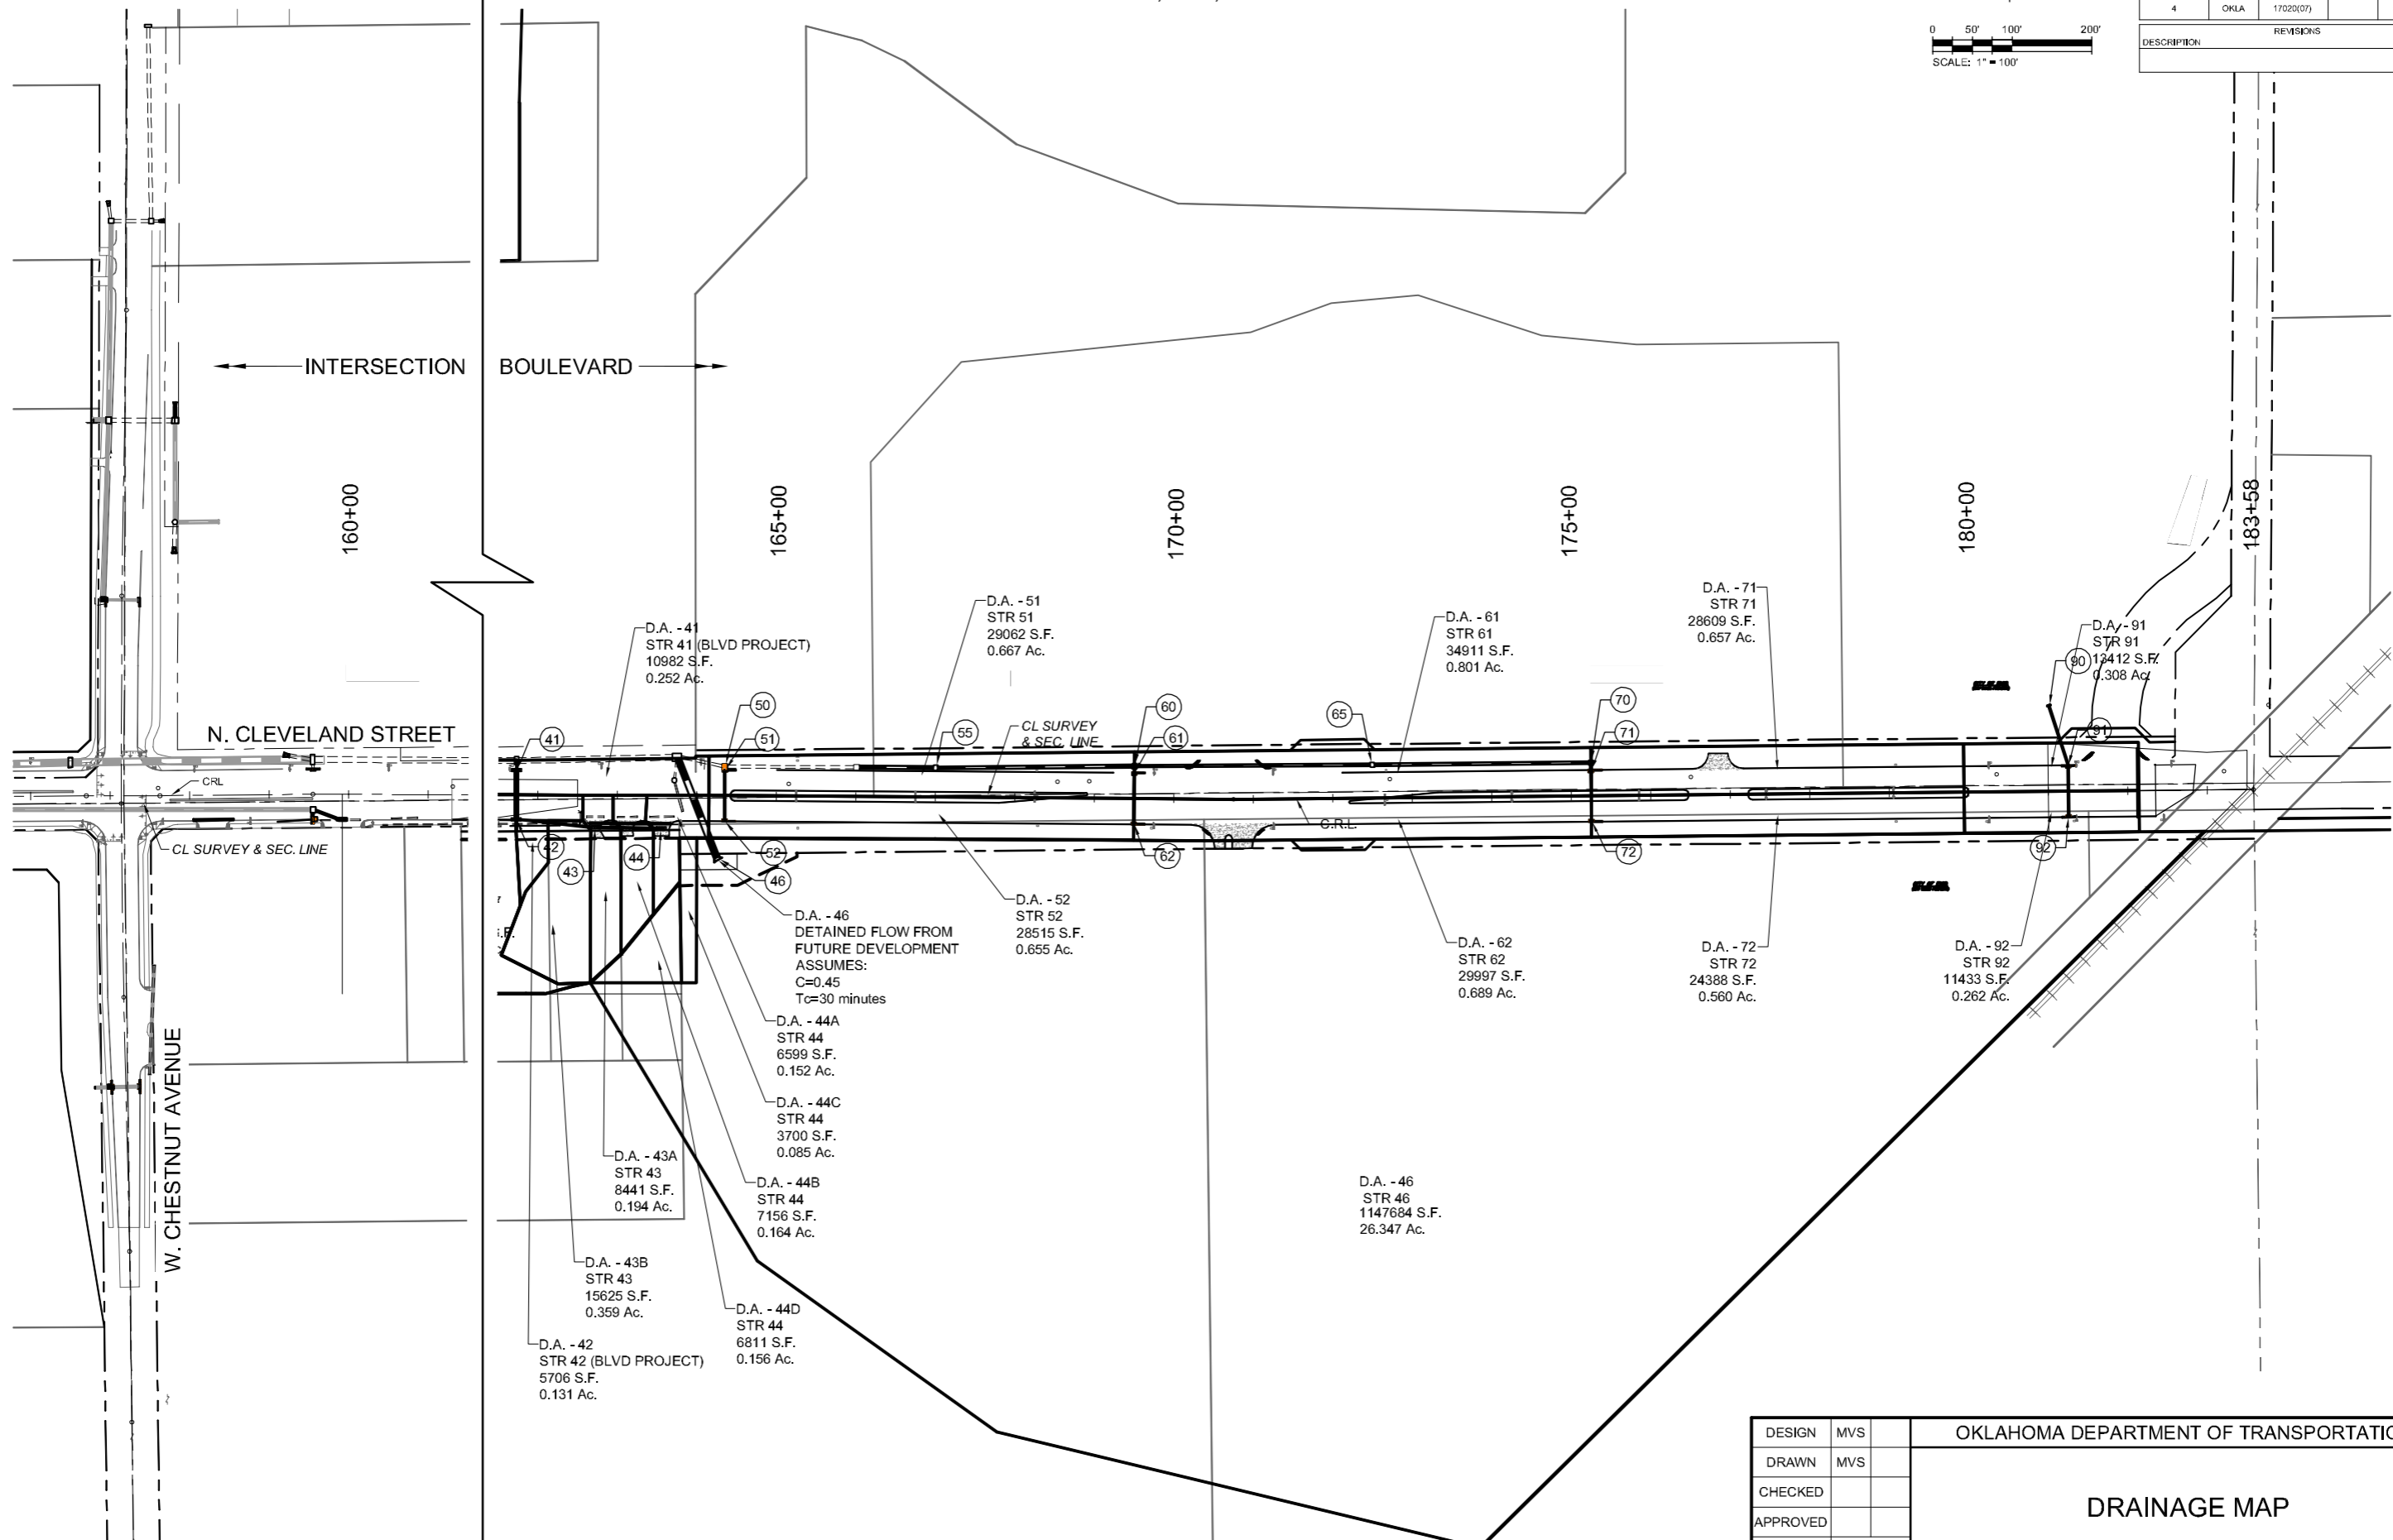 0 50' 100' 200'
SCALE: 1" = 100'
4 OKLA 17020(07)
REVISIONS
DESCRIPTION
INTERSECTION
BOULEVARD
160+00
165+00
170+00
175+00
180+00
183+58
D.A. - 41
STR 41 (BLVD PROJECT)
10982 S.F.
0.252 Ac.
D.A. - 51
STR 51
29062 S.F.
0.667 Ac.
D.A. - 61
STR 61
34911 S.F.
0.801 Ac.
D.A. - 71
STR 71
28609 S.F.
0.657 Ac.
D.A. - 91
STR 91
13412 S.F.
0.308 Ac.
90
N. CLEVELAND STREET
41
50
51
55
CL SURVEY
& SEC. LINE
60
61
65
70
71
91
CRL
C.R.L.
CL SURVEY & SEC. LINE
42
43
44
52
46
62
72
92
D.A. - 46
DETAINED FLOW FROM
FUTURE DEVELOPMENT
ASSUMES:
C=0.45
Tc=30 minutes
D.A. - 52
STR 52
28515 S.F.
0.655 Ac.
D.A. - 62
STR 62
29997 S.F.
0.689 Ac.
D.A. - 72
STR 72
24388 S.F.
0.560 Ac.
D.A. - 92
STR 92
11433 S.F.
0.262 Ac.
D.A. - 44A
STR 44
6599 S.F.
0.152 Ac.
D.A. - 44C
STR 44
3700 S.F.
0.085 Ac.
W. CHESTNUT AVENUE
D.A. - 43A
STR 43
8441 S.F.
0.194 Ac.
D.A. - 44B
STR 44
7156 S.F.
0.164 Ac.
D.A. - 46
STR 46
1147684 S.F.
26.347 Ac.
D.A. - 43B
STR 43
15625 S.F.
0.359 Ac.
D.A. - 44D
STR 44
6811 S.F.
0.156 Ac.
D.A. - 42
STR 42 (BLVD PROJECT)
5706 S.F.
0.131 Ac.
DESIGN MVS
DRAWN MVS
CHECKED
APPROVED
OKLAHOMA DEPARTMENT OF TRANSPORTATIO
DRAINAGE MAP